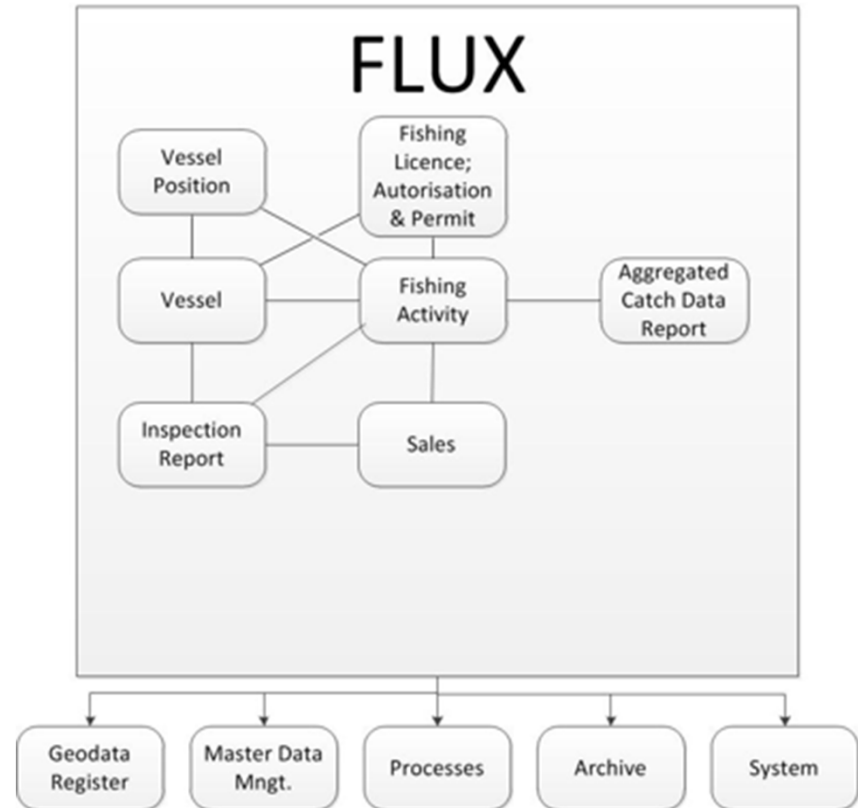 FLUX
Vessel
Position
Fishing
Licence;
Autorisation
& Permit
Vessel
Fishing
Activity
Aggregated
Catch Data
Report
Inspection
Report
Sales
Geodata
Register
Master Data
Mngt.
Processes
Archive
System